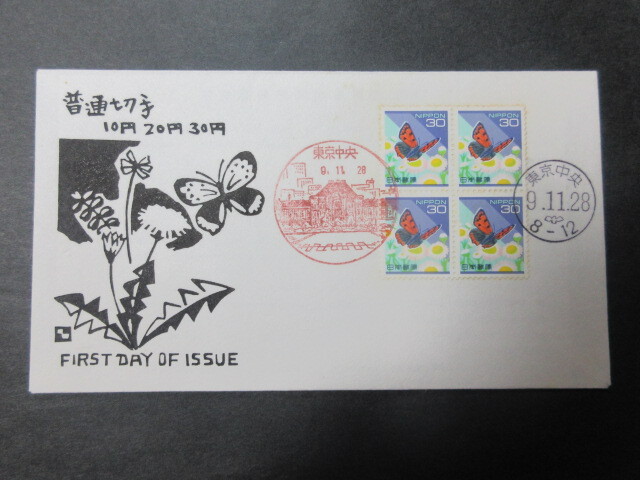 普通切手
10円 20円 30円
FIRST DAY OF ISSUE
東京中央
9.11.28
NIPPON
30
日本郵便
NIPPON
30
日本郵便
NIPPON
30
日本郵便
NIPPON
30
日本郵便
東京中央
9.11.28
8-12